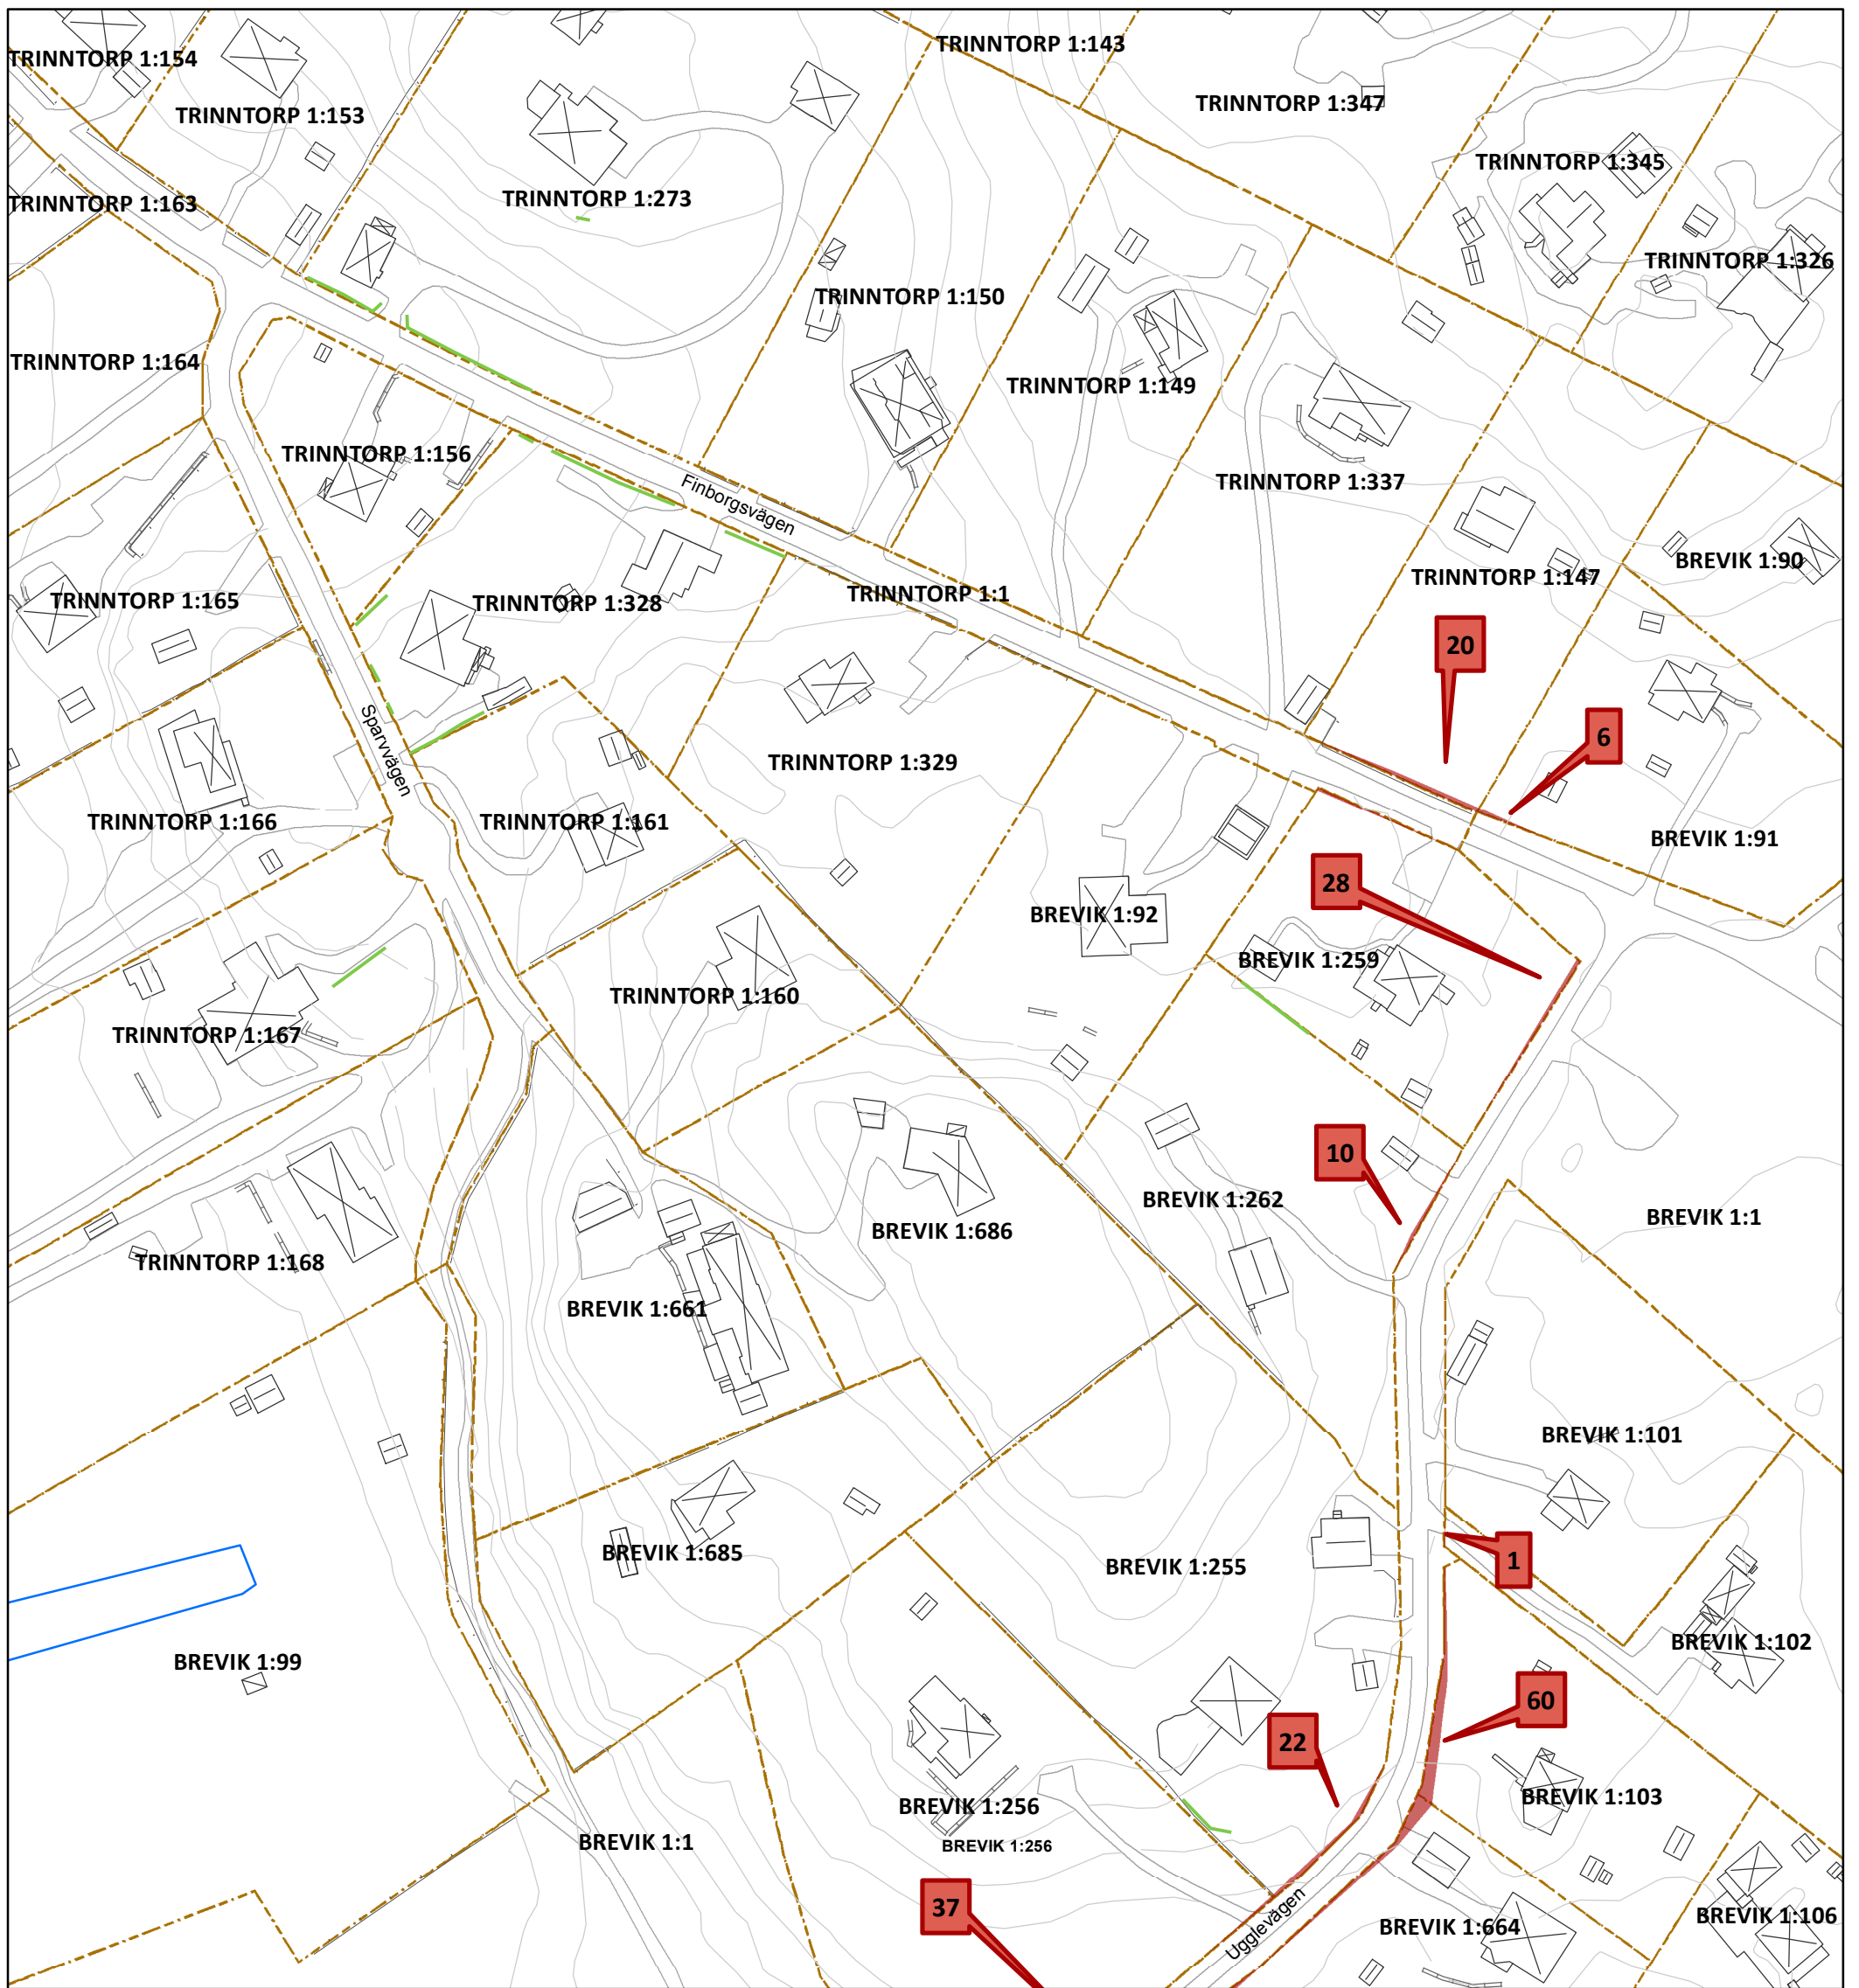 TRINNTORP 1:143
TRINNTORP 1:154
TRINNTORP 1:347
TRINNTORP 1:153
TRINNTORP 1:345
TRINNTORP 1:273
TRINNTORP 1:163
TRINNTORP 1:326
TRINNTORP 1:150
TRINNTORP 1:164
TRINNTORP 1:149
TRINNTORP 1:156
TRINNTORP 1:337
Finborgsvägen
BREVIK 1:90
TRINNTORP 1:147
TRINNTORP 1:1
TRINNTORP 1:165
TRINNTORP 1:328
20
6
Sparvvägen
TRINNTORP 1:329
TRINNTORP 1:166
TRINNTORP 1:161
BREVIK 1:91
28
BREVIK 1:92
BREVIK 1:259
TRINNTORP 1:160
TRINNTORP 1:167
10
BREVIK 1:262
BREVIK 1:1
BREVIK 1:686
TRINNTORP 1:168
BREVIK 1:661
BREVIK 1:101
BREVIK 1:685
1
BREVIK 1:255
BREVIK 1:102
BREVIK 1:99
60
22
BREVIK 1:103
BREVIK 1:256
BREVIK 1:1
BREVIK 1:256
37
BREVIK 1:106
BREVIK 1:664
Ugglevägen